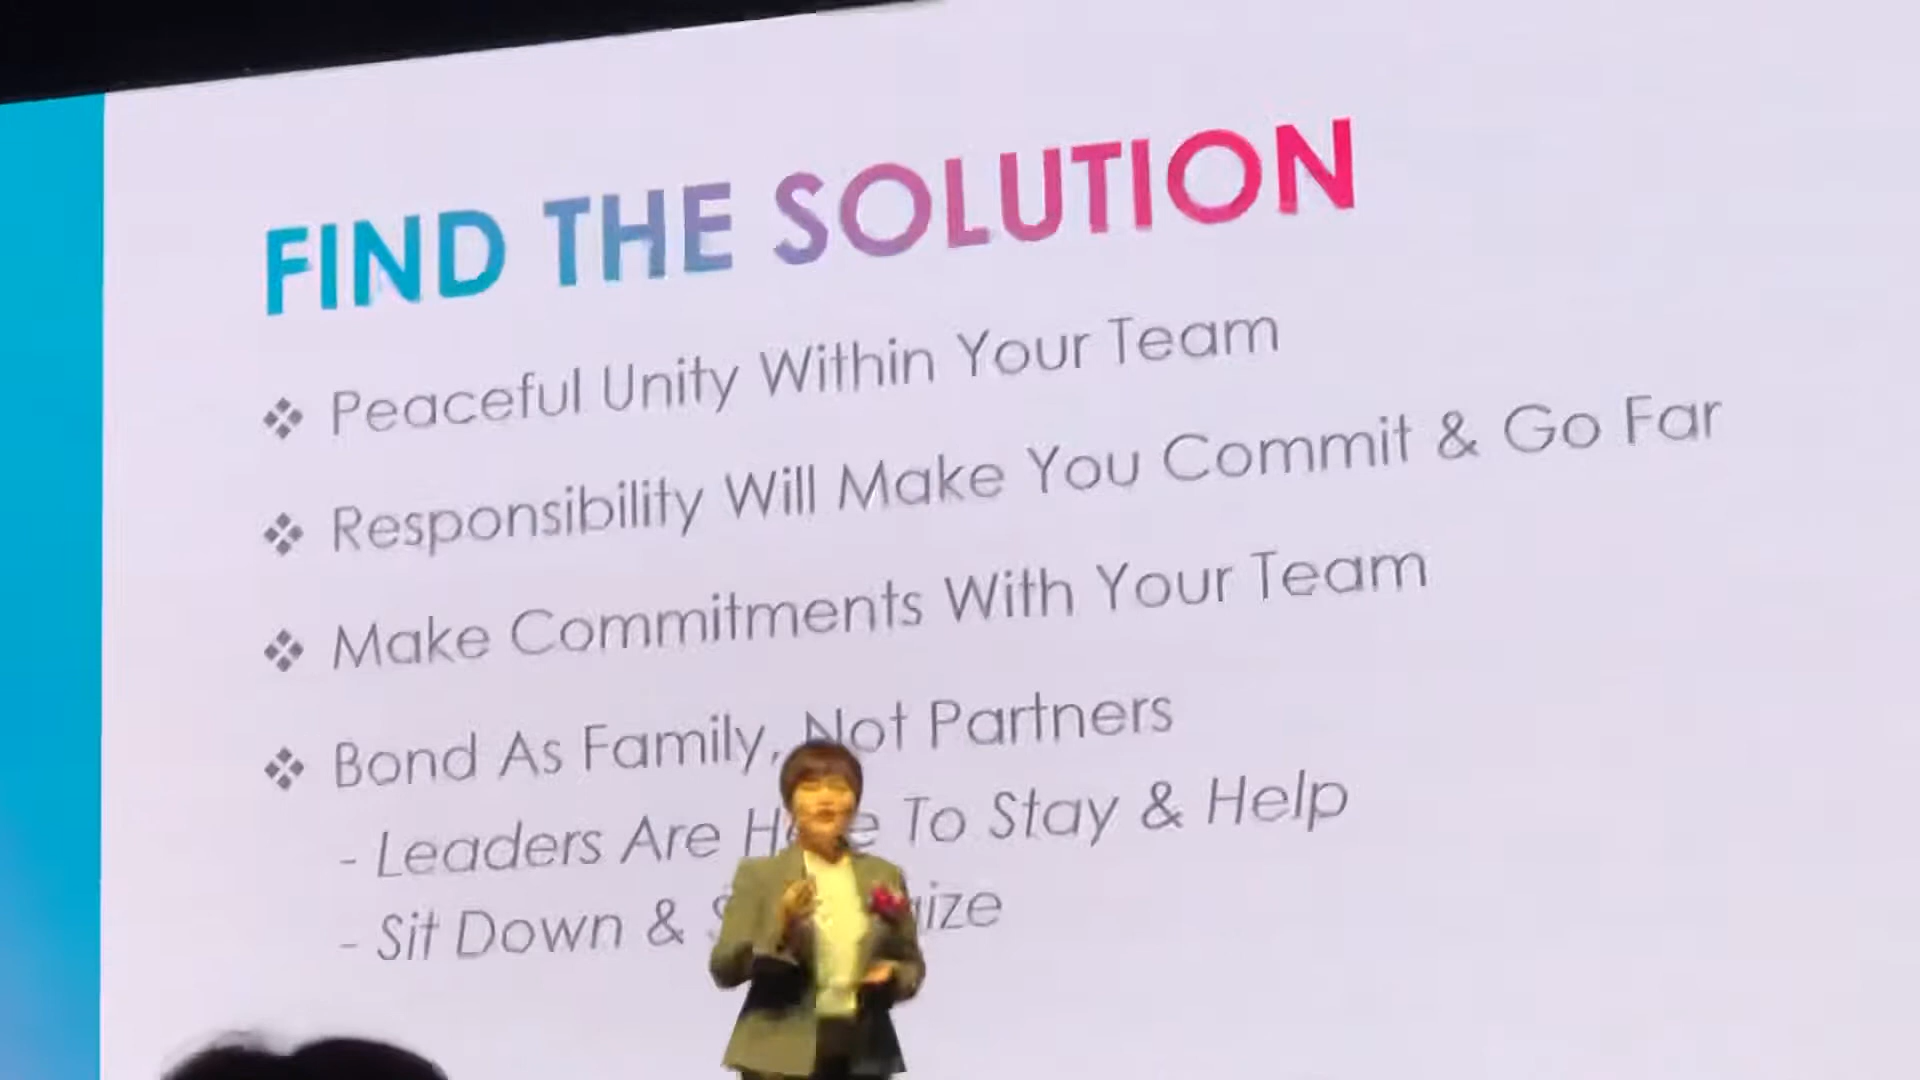 FIND THE SOLUTION
❖ Peaceful Unity Within Your Team
❖ Responsibility Will Make You Commit & Go Far
❖ Make Commitments With Your Team
❖ Bond As Family, Not Partners
- Leaders Are Here To Stay & Help
- Sit Down &